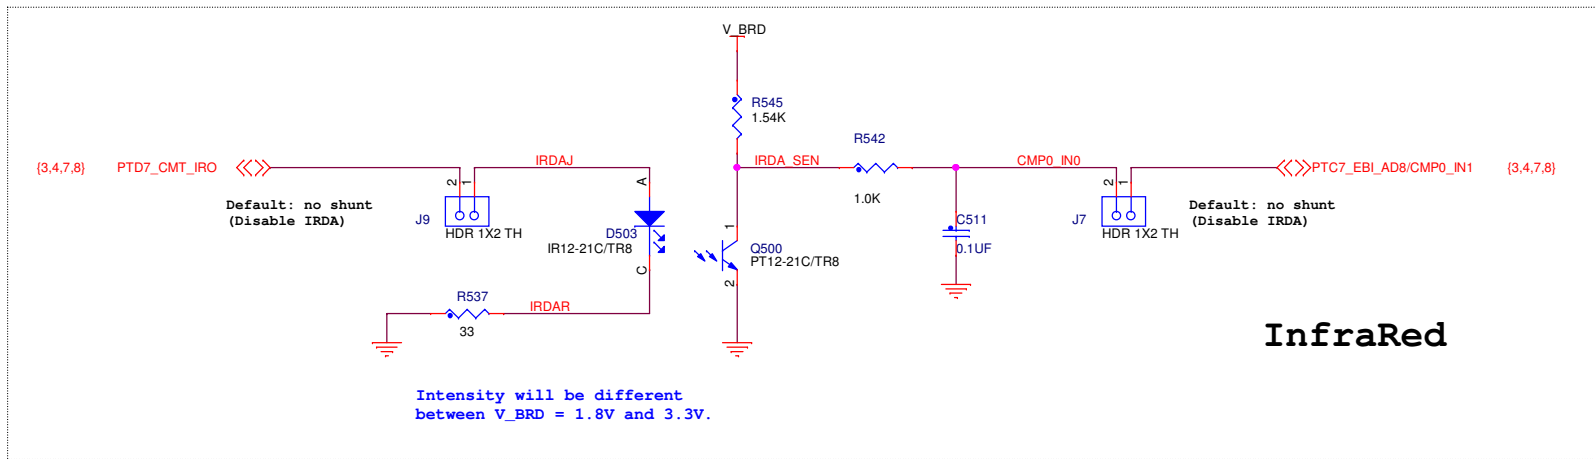 V_BRD
R545
1.54K
R542
1.0K
{3,4,7,8} PTD7_CMT_IRO
IRDAJ
IRDA_SEN
CMP0_IN0
PTC7_EBI_AD8/CMP0_IN1 {3,4,7,8}
2 1
A
2 1
Default: no shunt
(Disable IRDA)
J9
HDR 1X2 TH
D503
IR12-21C/TR8
C
1
Q500
PT12-21C/TR8
2
C511
0.1UF
J7
HDR 1X2 TH
Default: no shunt
(Disable IRDA)
R537
33
IRDAR
InfraRed
Intensity will be different
between V_BRD = 1.8V and 3.3V.